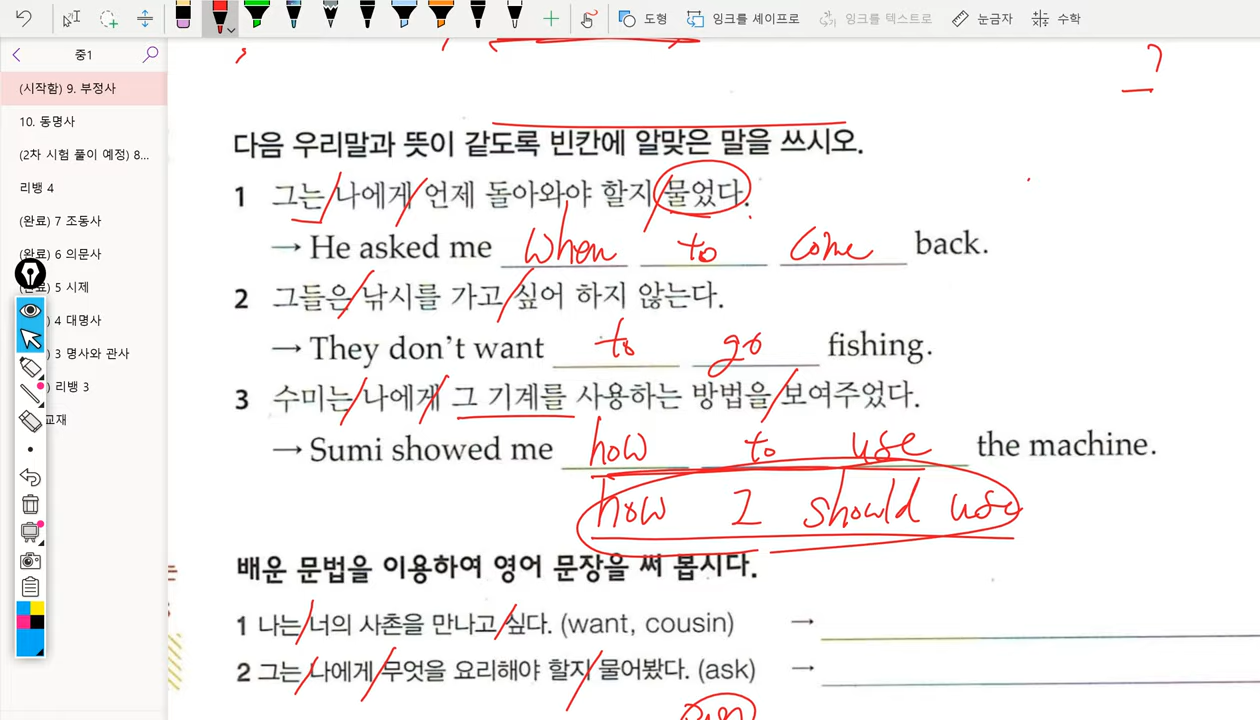 도형 잉크를 셰이프로 잉크를 텍스트로 눈금자 수학
중1
(시작함) 9. 부정사
10. 동명사
(2차 시험 풀이 예정) 8...
리뱅 4
(완료) 7 조동사
(완료) 6 의문사
) 5 시제
) 4 대명사
) 3 명사와 관사
) 리뱅 3
교재
?
다음 우리말과 뜻이 같도록 빈칸에 알맞은 말을 쓰시오.
1 그는 나에게 언제 돌아와야 할지 물었다.
→ He asked me when to come back.
2 그들은 낚시를 가고 싶어 하지 않는다.
→ They don't want to go fishing.
3 수미는 나에게 그 기계를 사용하는 방법을 보여주었다.
→ Sumi showed me how to use the machine.
how I should use
배운 문법을 이용하여 영어 문장을 써 봅시다.
1 나는 너의 사촌을 만나고 싶다. (want, cousin) →
2 그는 나에게 무엇을 요리해야 할지 물어봤다. (ask) →